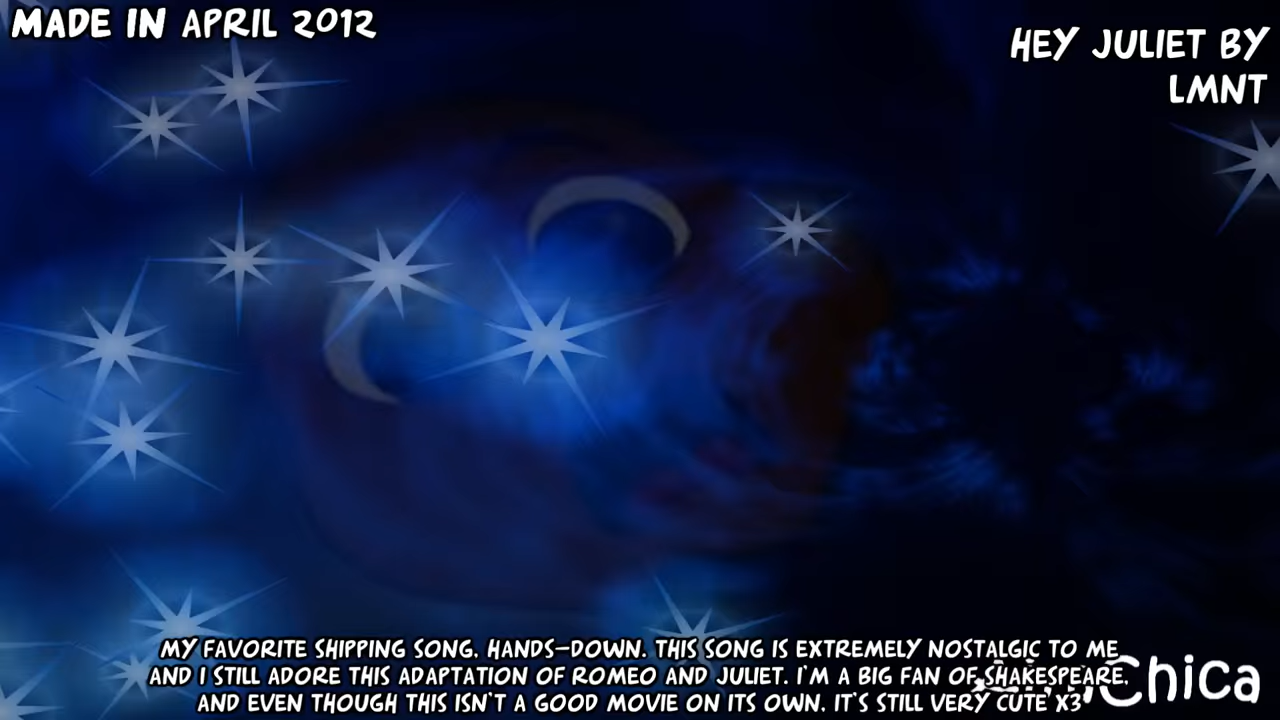 MADE IN APRIL 2012
HEY JULIET BY
LMNT
MY FAVORITE SHIPPING SONG. HANDS-DOWN. THIS SONG IS EXTREMELY NOSTALGIC TO ME
AND I STILL ADORE THIS ADAPTATION OF ROMEO AND JULIET. I'M A BIG FAN OF SHAKESPEARE,
AND EVEN THOUGH THIS ISN'T A GOOD MOVIE ON ITS OWN. IT'S STILL VERY CUTE X3